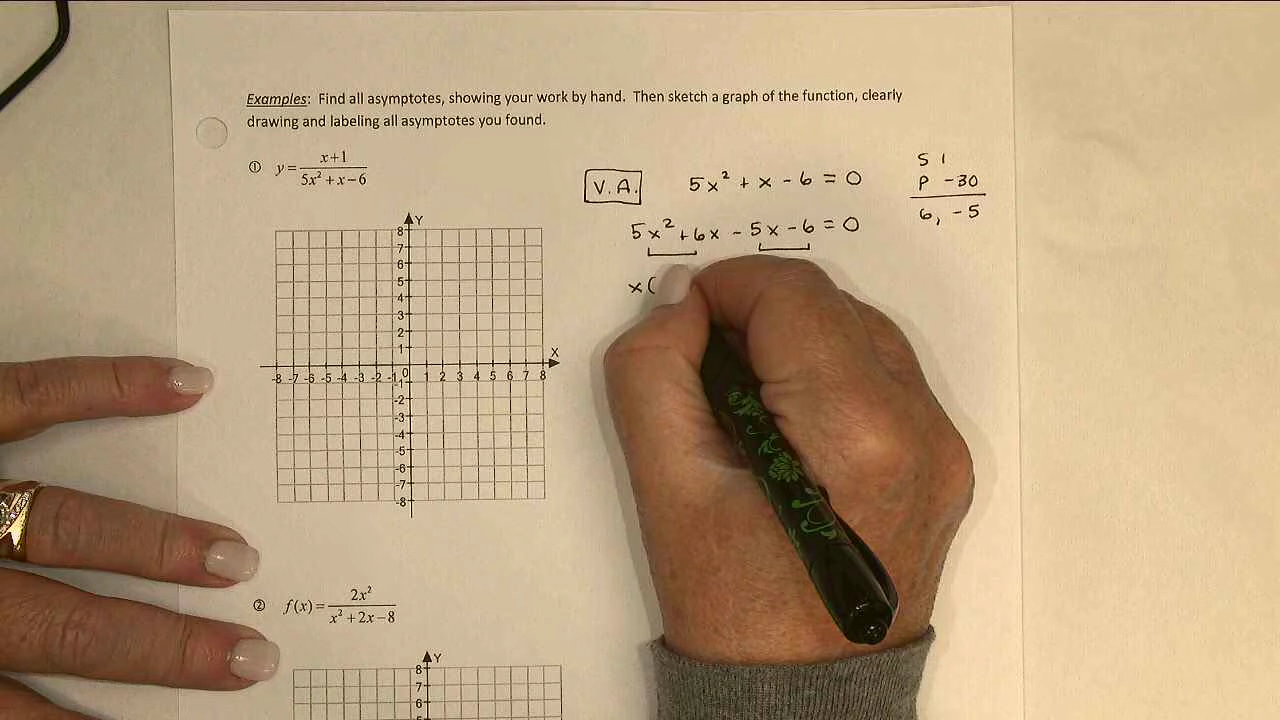 Examples: Find all asymptotes, showing your work by hand. Then sketch a graph of the function, clearly
drawing and labeling all asymptotes you found.
① y = (x+1)/(5x²+x−6)
V.A.
5x² + x − 6 = 0
S 1
P −30
6, −5
5x² + 6x − 5x − 6 = 0
x(
Y
8
7
6
5
4
3
2
1
X
-8 -7 -6 -5 -4 -3 -2 -1 0 1 2 3 4 5 6 7 8
-1
-2
-3
-4
-5
-6
-7
-8
② f(x) = 2x²/(x²+2x−8)
Y
8
7
6